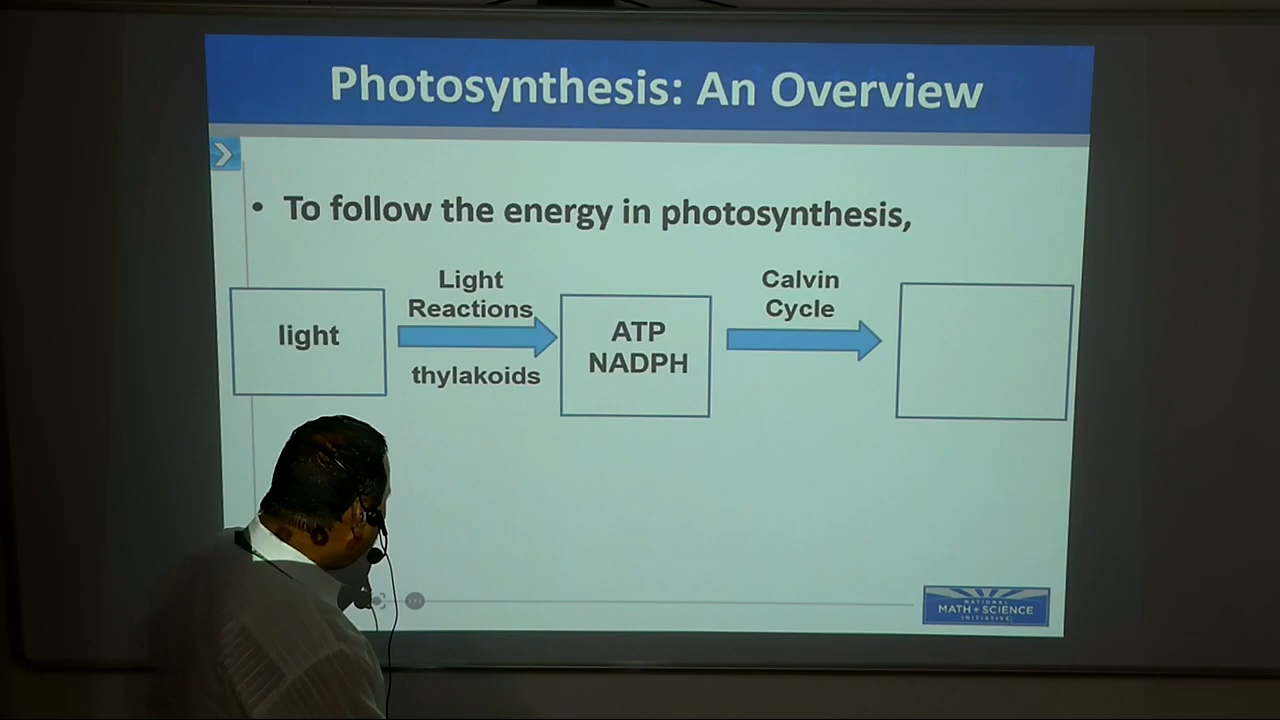 Photosynthesis: An Overview
• To follow the energy in photosynthesis,
Light
Reactions
Calvin
Cycle
light
ATP
NADPH
thylakoids
NATIONAL
MATH + SCIENCE
INITIATIVE